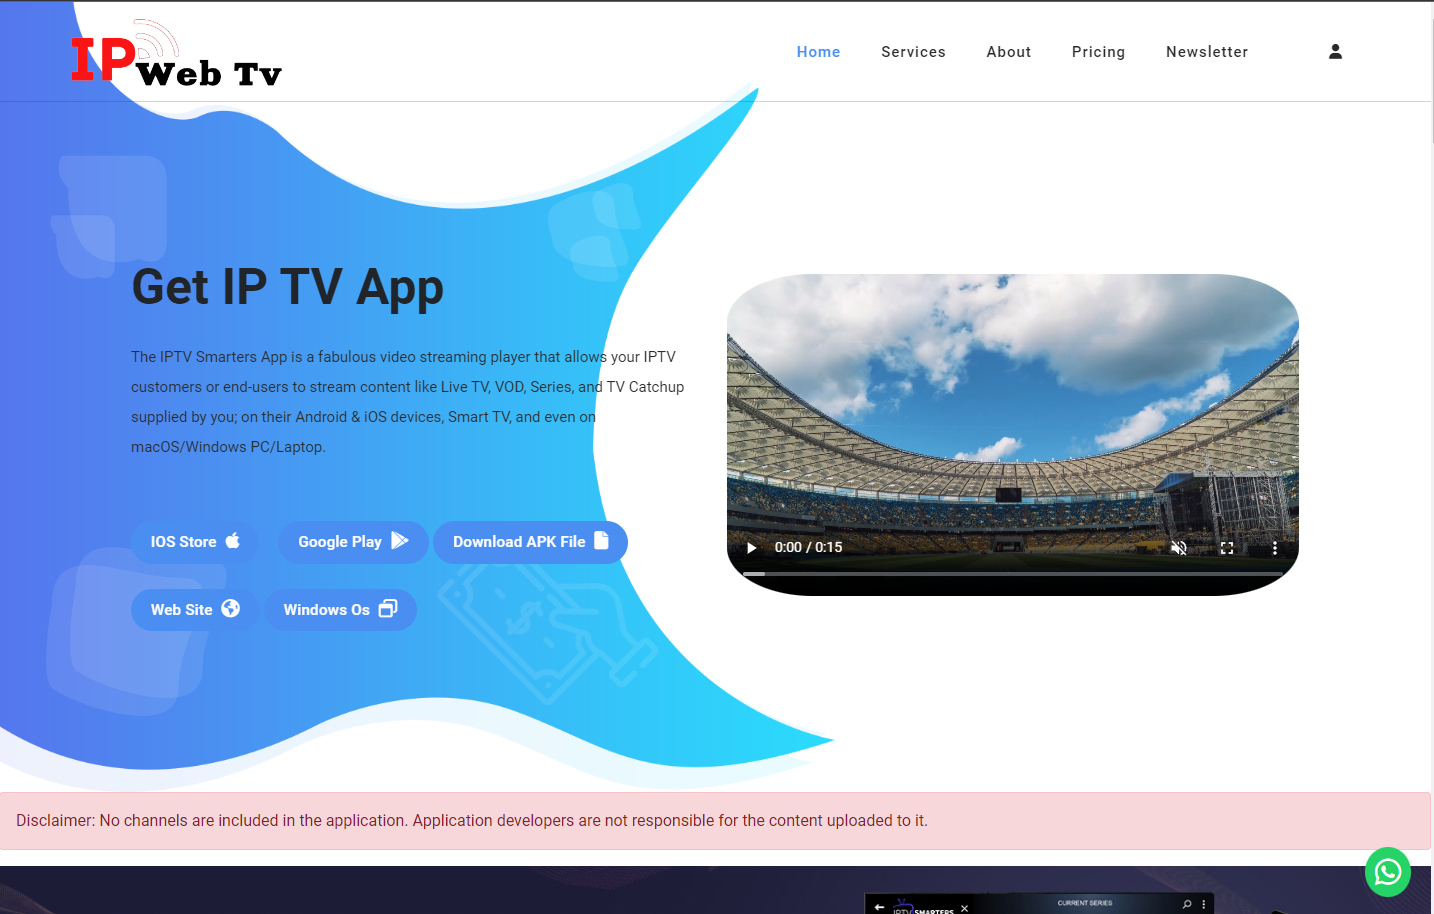 IP Web Tv
Home
Services
About
Pricing
Newsletter
Get IP TV App
The IPTV Smarters App is a fabulous video streaming player that allows your IPTV
customers or end-users to stream content like Live TV, VOD, Series, and TV Catchup
supplied by you; on their Android & iOS devices, Smart TV, and even on
macOS/Windows PC/Laptop.
IOS Store
Google Play
Download APK File
Web Site
Windows Os
0:00 / 0:15
Disclaimer: No channels are included in the application. Application developers are not responsible for the content uploaded to it.
IPTV SMARTERS
CURRENT SERIES